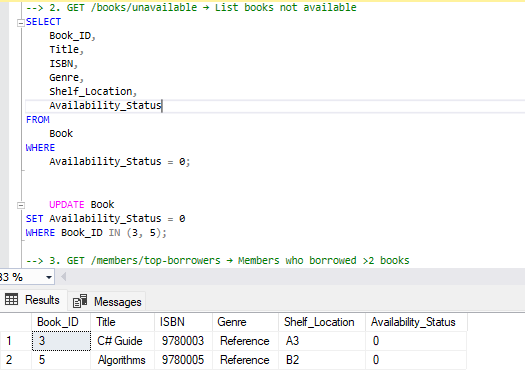 --> 2. GET /books/unavailable → List books not available
SELECT
Book_ID,
Title,
ISBN,
Genre,
Shelf_Location,
Availability_Status
FROM
Book
WHERE
Availability_Status = 0;
UPDATE Book
SET Availability_Status = 0
WHERE Book_ID IN (3, 5);
--> 3. GET /members/top-borrowers → Members who borrowed >2 books
33 %
Results Messages
Book_ID Title ISBN Genre Shelf_Location Availability_Status
1 3 C# Guide 9780003 Reference A3 0
2 5 Algorithms 9780005 Reference B2 0